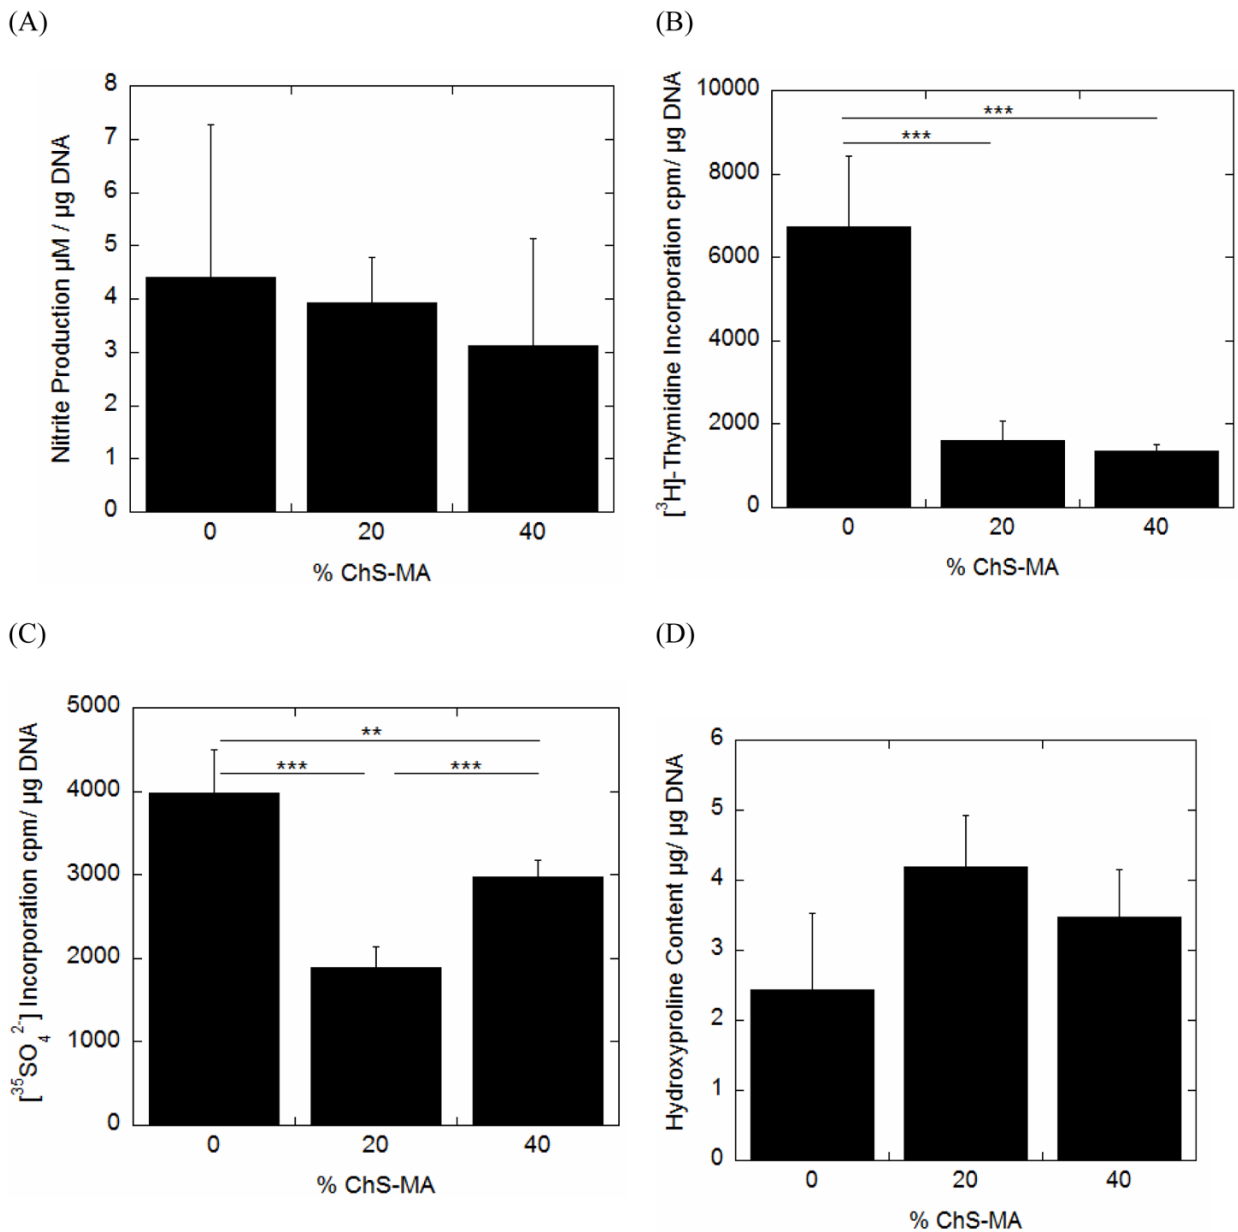 (A)
Nitrite Production µM / µg DNA
8
7
6
5
4
3
2
1
0
0 20 40
% ChS-MA
(B)
[³H]-Thymidine Incorporation cpm/ µg DNA
10000
8000
6000
4000
2000
0
***
***
0 20 40
% ChS-MA
(C)
[³⁵SO₄²⁻] Incorporation cpm/ µg DNA
5000
4000
3000
2000
1000
0
**
*** ***
0 20 40
% ChS-MA
(D)
Hydroxyproline Content µg/ µg DNA
6
5
4
3
2
1
0
0 20 40
% ChS-MA